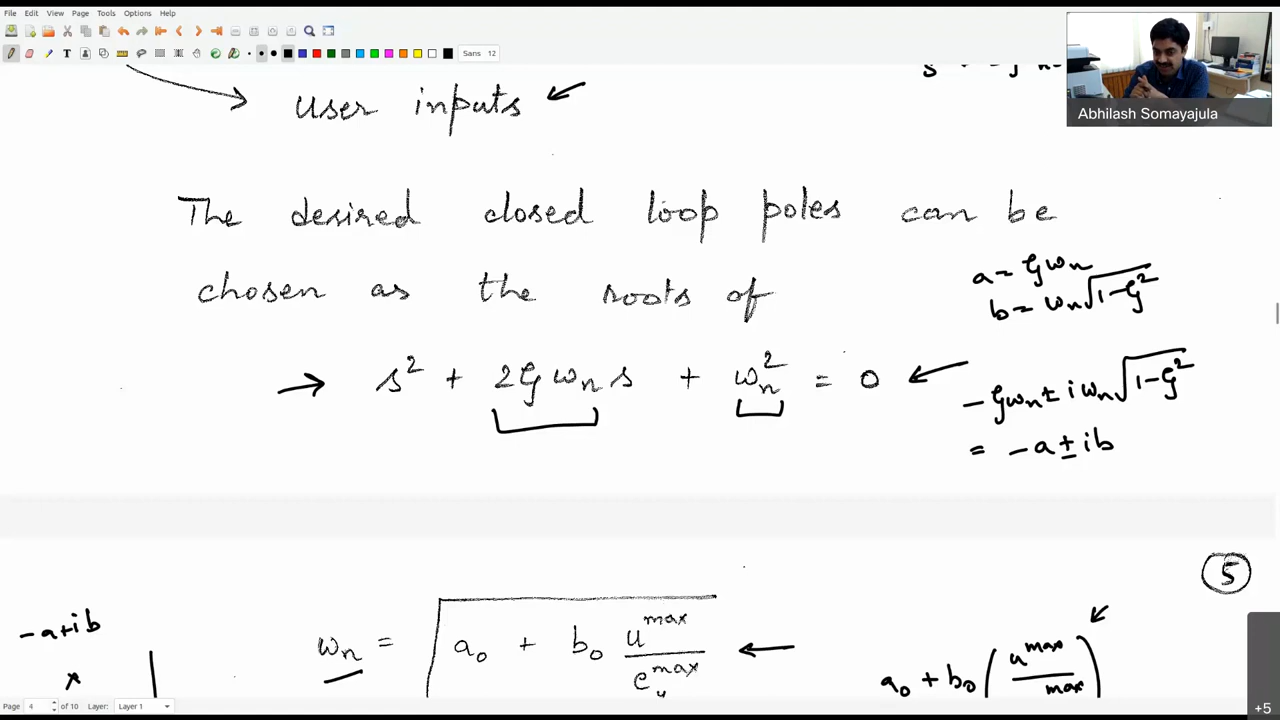 File Edit View Page Tools Options Help
Sans 12
Abhilash Somayajula
user inputs
The desired closed loop poles can be
chosen as the roots of
a = ζωn
b = ωn√(1-ζ²)
s² + 2ζωn s + ωn² = 0
-ζωn ± iωn√(1-ζ²)
= -a ± ib
5
-a+ib
ωn = √(a0 + b0 u^max / e^max
a0 + b0 (u^max / max)
Page 4 of 10 Layer: Layer 1
+5